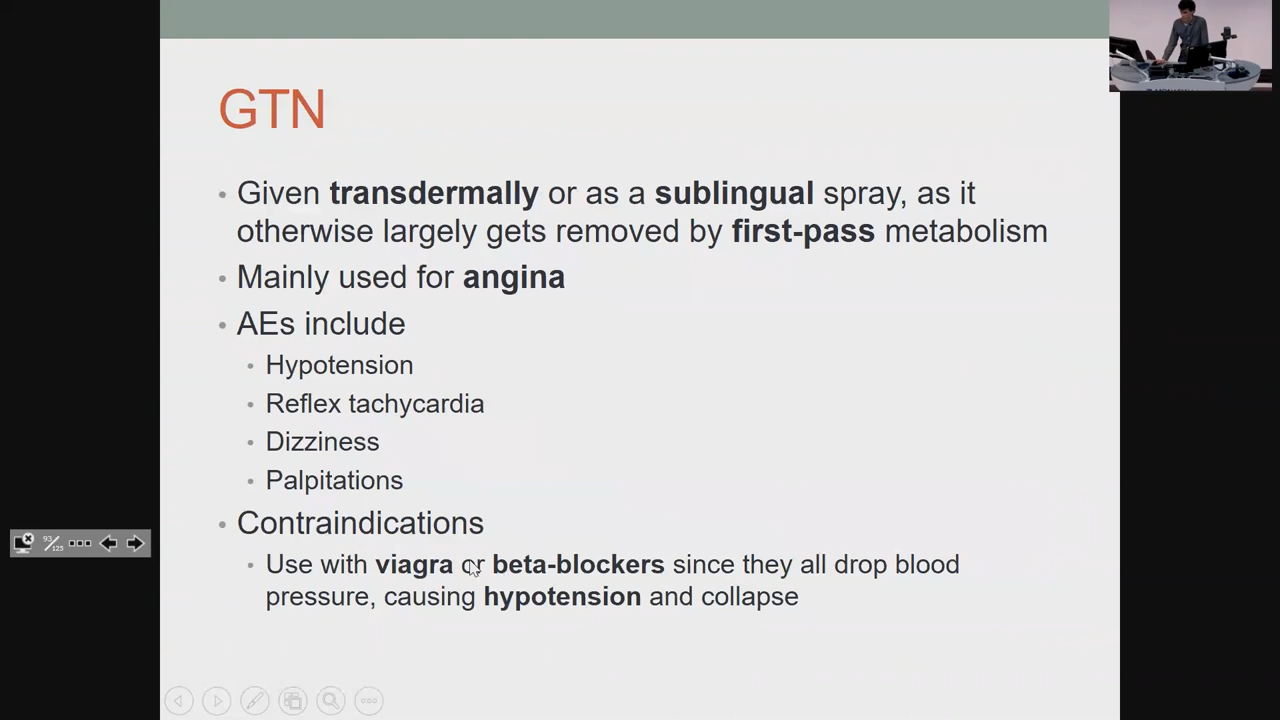 GTN
• Given transdermally or as a sublingual spray, as it
otherwise largely gets removed by first-pass metabolism
• Mainly used for angina
• AEs include
• Hypotension
• Reflex tachycardia
• Dizziness
• Palpitations
• Contraindications
• Use with viagra or beta-blockers since they all drop blood
pressure, causing hypotension and collapse
93/125